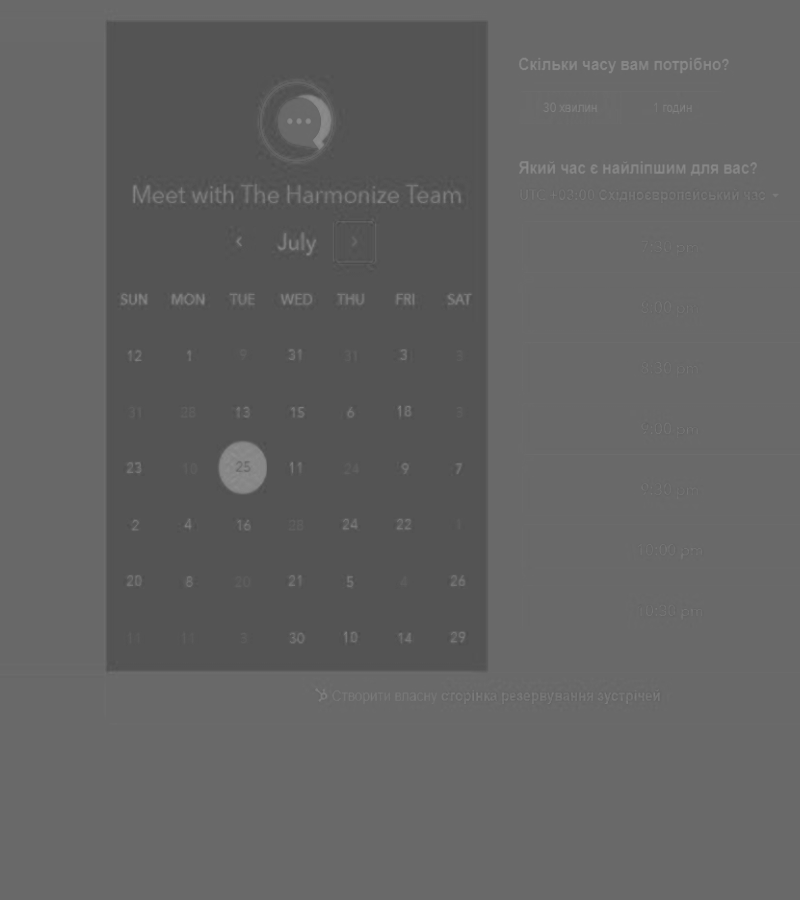 Meet with The Harmonize Team
July
SUN MON TUE WED THU FRI SAT
12 1 9 31 31 3 3
31 28 13 15 6 18 3
23 10 25 11 24 9 7
2 4 16 28 24 22 1
20 8 20 21 5 4 26
11 11 3 30 10 14 29
Скільки часу вам потрібно?
30 хвилин 1 годин
Який час є найліпшим для вас?
UTC +02:00 Східноєвропейський час
7:30 pm
8:00 pm
8:30 pm
9:00 pm
9:30 pm
10:00 pm
10:30 pm
Створити власну сторінка резервування зустрічей